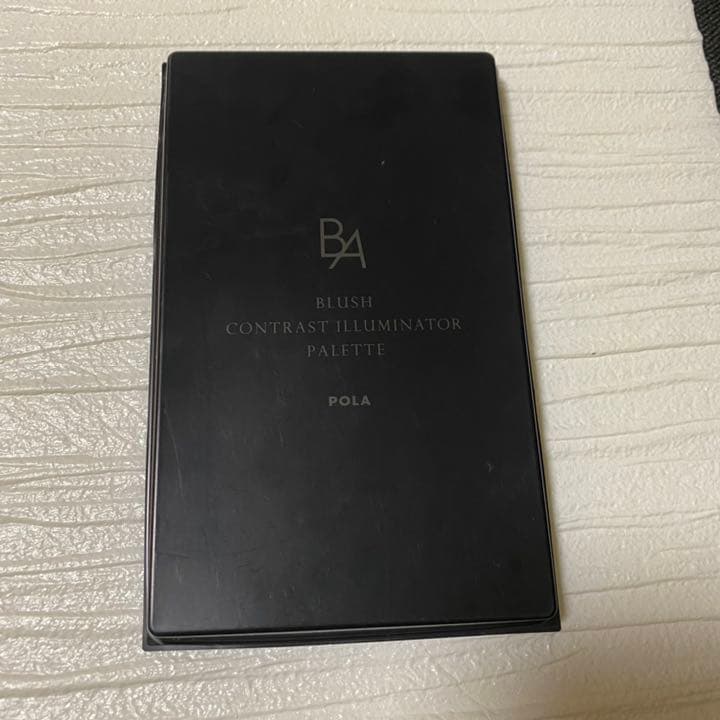 BA
BLUSH
CONTRAST ILLUMINATOR
PALETTE
POLA